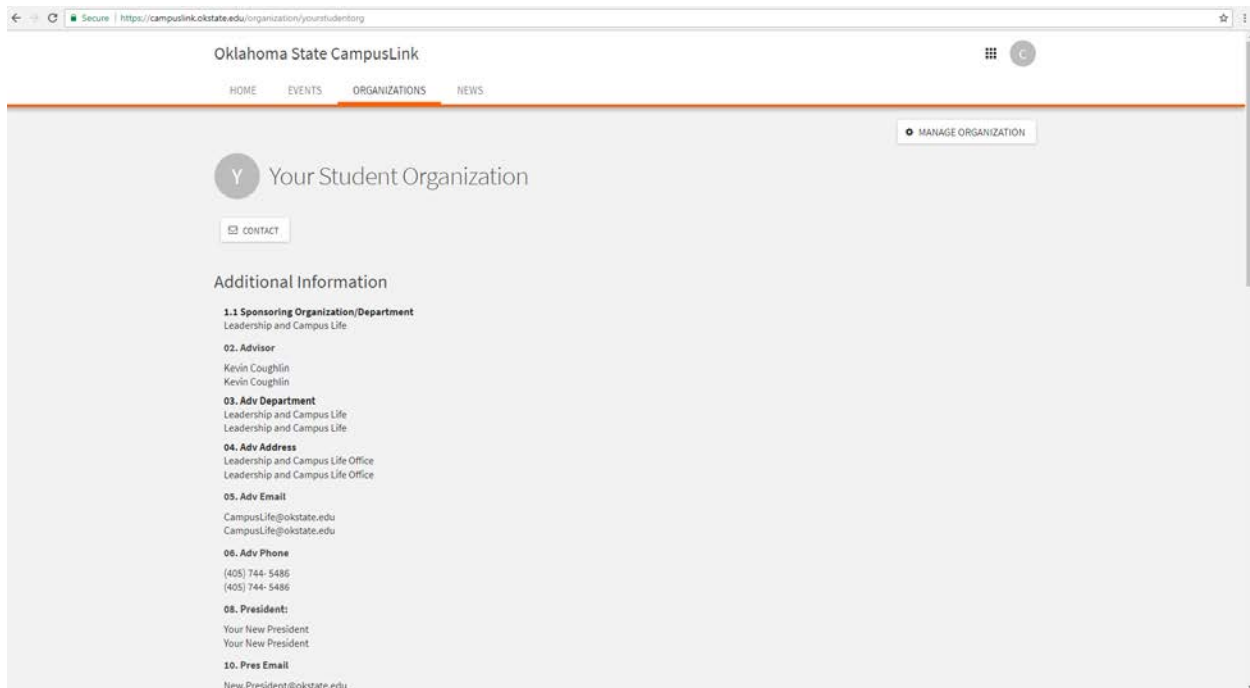 Secure | https://campuslink.okstate.edu/organization/yourstudentorg
Oklahoma State CampusLink
C
HOME EVENTS ORGANIZATIONS NEWS
MANAGE ORGANIZATION
Y Your Student Organization
CONTACT
Additional Information
1.1 Sponsoring Organization/Department
Leadership and Campus Life
02. Advisor
Kevin Coughlin
Kevin Coughlin
03. Adv Department
Leadership and Campus Life
Leadership and Campus Life
04. Adv Address
Leadership and Campus Life Office
Leadership and Campus Life Office
05. Adv Email
CampusLife@okstate.edu
CampusLife@okstate.edu
06. Adv Phone
(405) 744- 5486
(405) 744- 5486
08. President:
Your New President
Your New President
10. Pres Email
New.President@okstate.edu